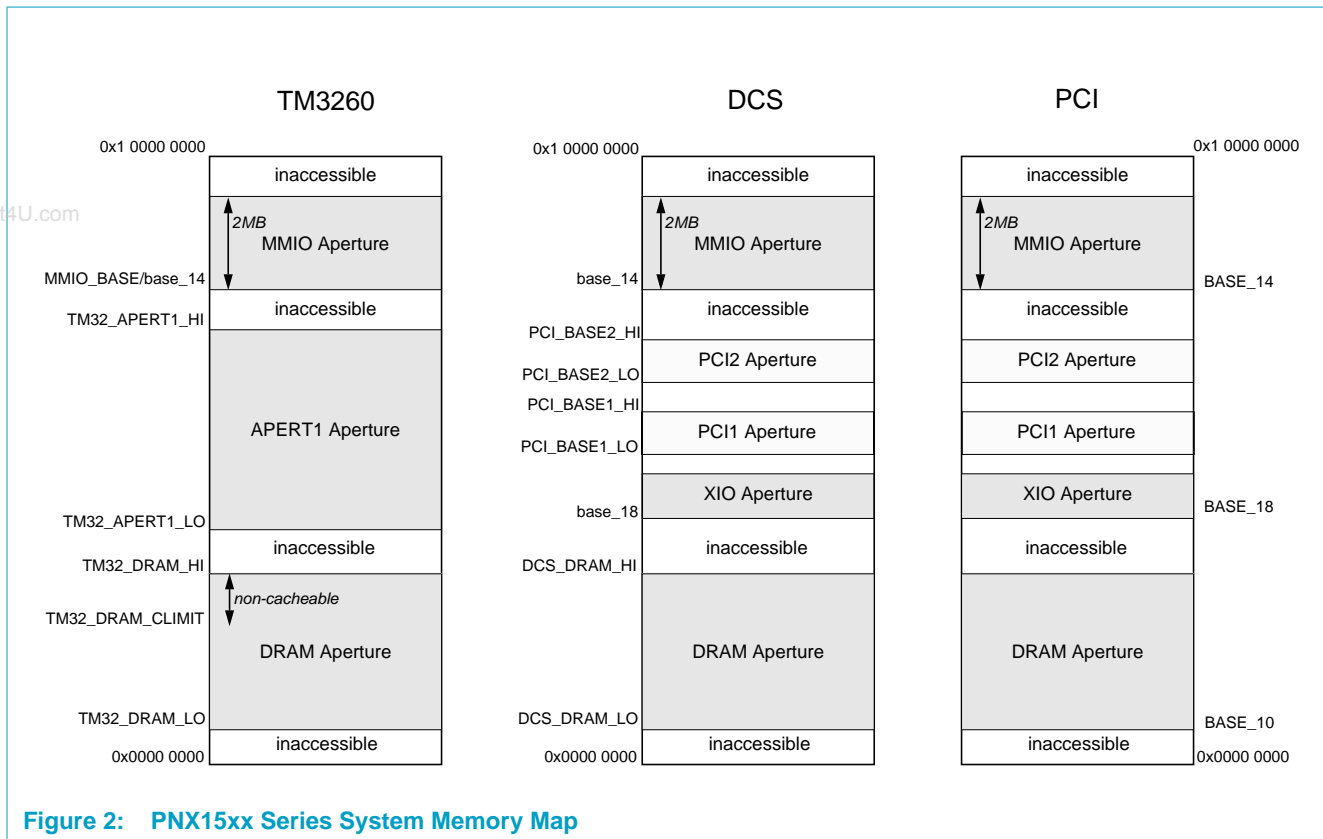 TM3260
DCS
PCI
0x1 0000 0000
0x1 0000 0000
0x1 0000 0000
inaccessible
inaccessible
inaccessible
t4U.com
2MB
2MB
2MB
MMIO Aperture
MMIO Aperture
MMIO Aperture
MMIO_BASE/base_14
base_14
BASE_14
inaccessible
inaccessible
inaccessible
TM32_APERT1_HI
PCI_BASE2_HI
PCI2 Aperture
PCI2 Aperture
PCI_BASE2_LO
PCI_BASE1_HI
APERT1 Aperture
PCI1 Aperture
PCI1 Aperture
PCI_BASE1_LO
XIO Aperture
XIO Aperture
TM32_APERT1_LO
base_18
BASE_18
inaccessible
inaccessible
inaccessible
TM32_DRAM_HI
DCS_DRAM_HI
non-cacheable
TM32_DRAM_CLIMIT
DRAM Aperture
DRAM Aperture
DRAM Aperture
TM32_DRAM_LO
DCS_DRAM_LO
BASE_10
inaccessible
inaccessible
inaccessible
0x0000 0000
0x0000 0000
0x0000 0000
Figure 2: PNX15xx Series System Memory Map